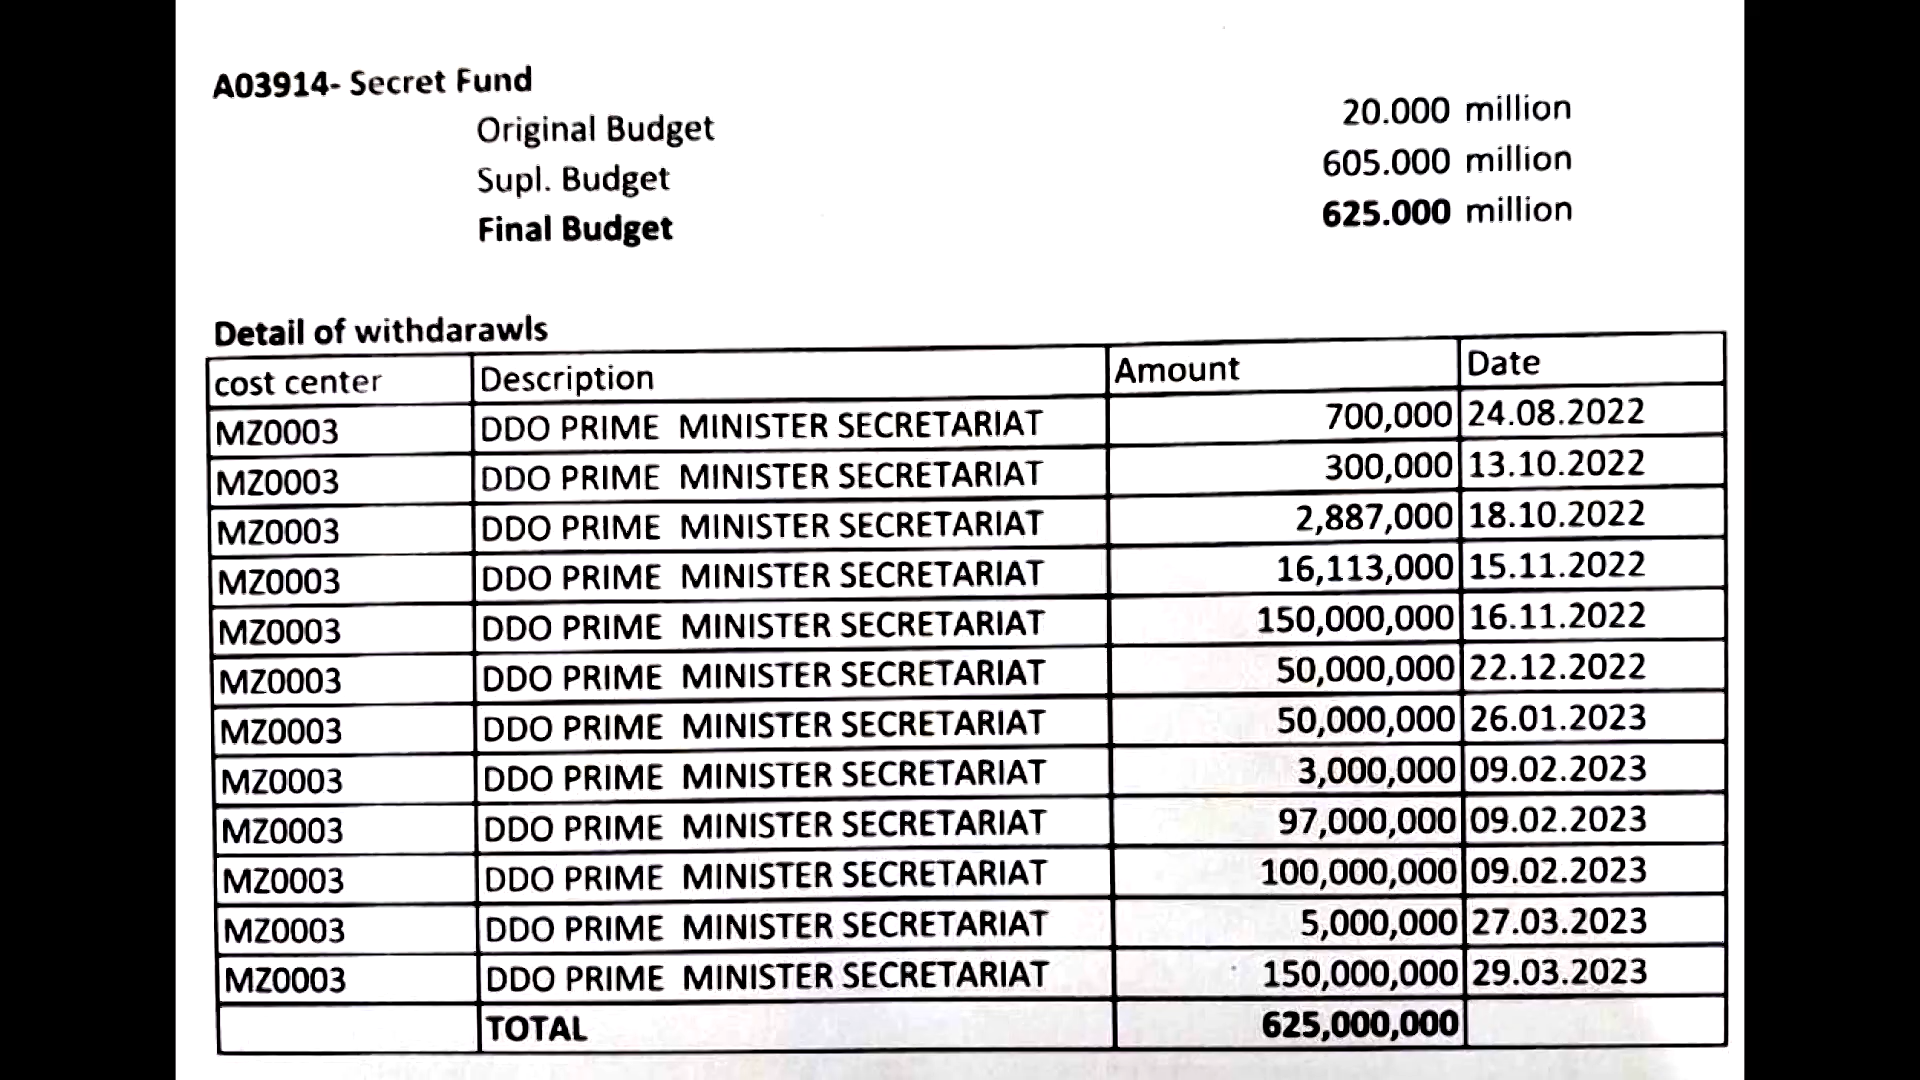 A03914- Secret Fund
Original Budget 20.000 million
Supl. Budget 605.000 million
Final Budget 625.000 million
Detail of withdarawls
cost center Description Amount Date
MZ0003 DDO PRIME MINISTER SECRETARIAT 700,000 24.08.2022
MZ0003 DDO PRIME MINISTER SECRETARIAT 300,000 13.10.2022
MZ0003 DDO PRIME MINISTER SECRETARIAT 2,887,000 18.10.2022
MZ0003 DDO PRIME MINISTER SECRETARIAT 16,113,000 15.11.2022
MZ0003 DDO PRIME MINISTER SECRETARIAT 150,000,000 16.11.2022
MZ0003 DDO PRIME MINISTER SECRETARIAT 50,000,000 22.12.2022
MZ0003 DDO PRIME MINISTER SECRETARIAT 50,000,000 26.01.2023
MZ0003 DDO PRIME MINISTER SECRETARIAT 3,000,000 09.02.2023
MZ0003 DDO PRIME MINISTER SECRETARIAT 97,000,000 09.02.2023
MZ0003 DDO PRIME MINISTER SECRETARIAT 100,000,000 09.02.2023
MZ0003 DDO PRIME MINISTER SECRETARIAT 5,000,000 27.03.2023
MZ0003 DDO PRIME MINISTER SECRETARIAT 150,000,000 29.03.2023
TOTAL 625,000,000